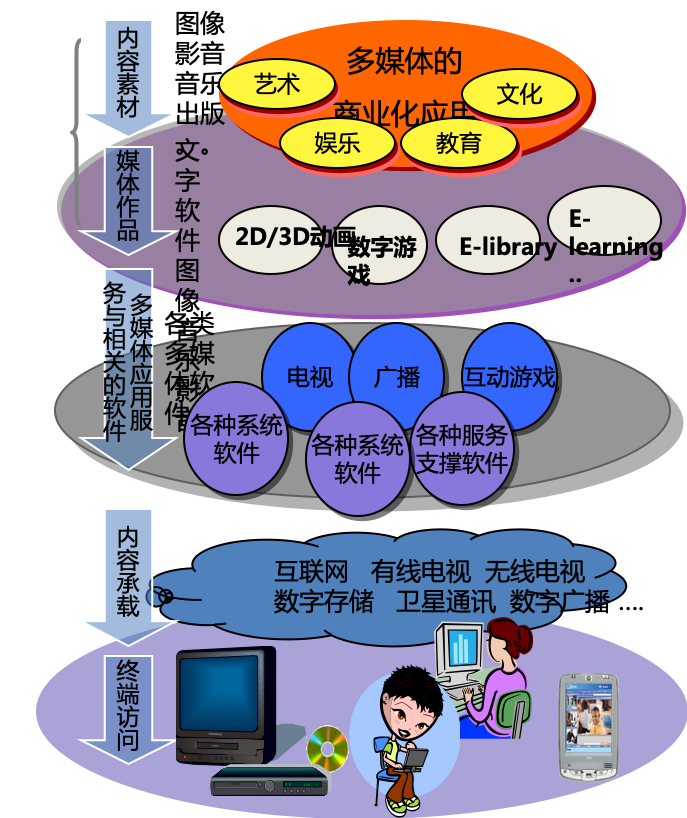 内容素材
图像
影音
音乐
出版
文。
字
软
件
图
像
音
乐
影
音
多媒体的
商业化应用
艺术
文化
娱乐
教育
媒体作品
2D/3D动画
数字游
戏
E-library
E-
learning
..
多媒体应用服
务与相关的软件
各类
多媒
体软
件
电视
广播
互动游戏
各种系统
软件
各种系统
软件
各种服务
支撑软件
内容承载
互联网 有线电视 无线电视
数字存储 卫星通讯 数字广播 ....
终端访问